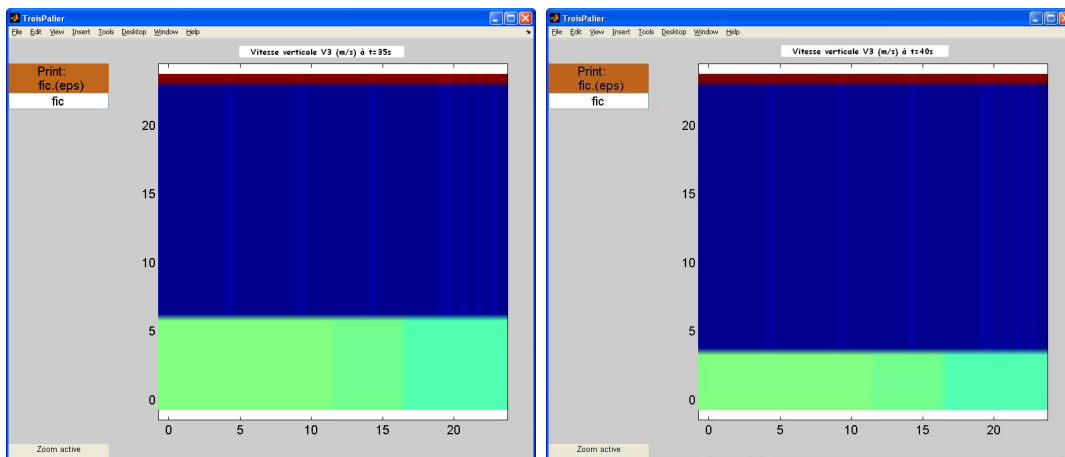 TroisPalier
File Edit View Insert Tools Desktop Window Help
Vitesse verticale V3 (m/s) à t=35s
Print:
fic.(eps)
fic
20
15
10
5
0
0 5 10 15 20
Zoom active
TroisPalier
File Edit View Insert Tools Desktop Window Help
Vitesse verticale V3 (m/s) à t=40s
Print:
fic.(eps)
fic
20
15
10
5
0
0 5 10 15 20
Zoom active